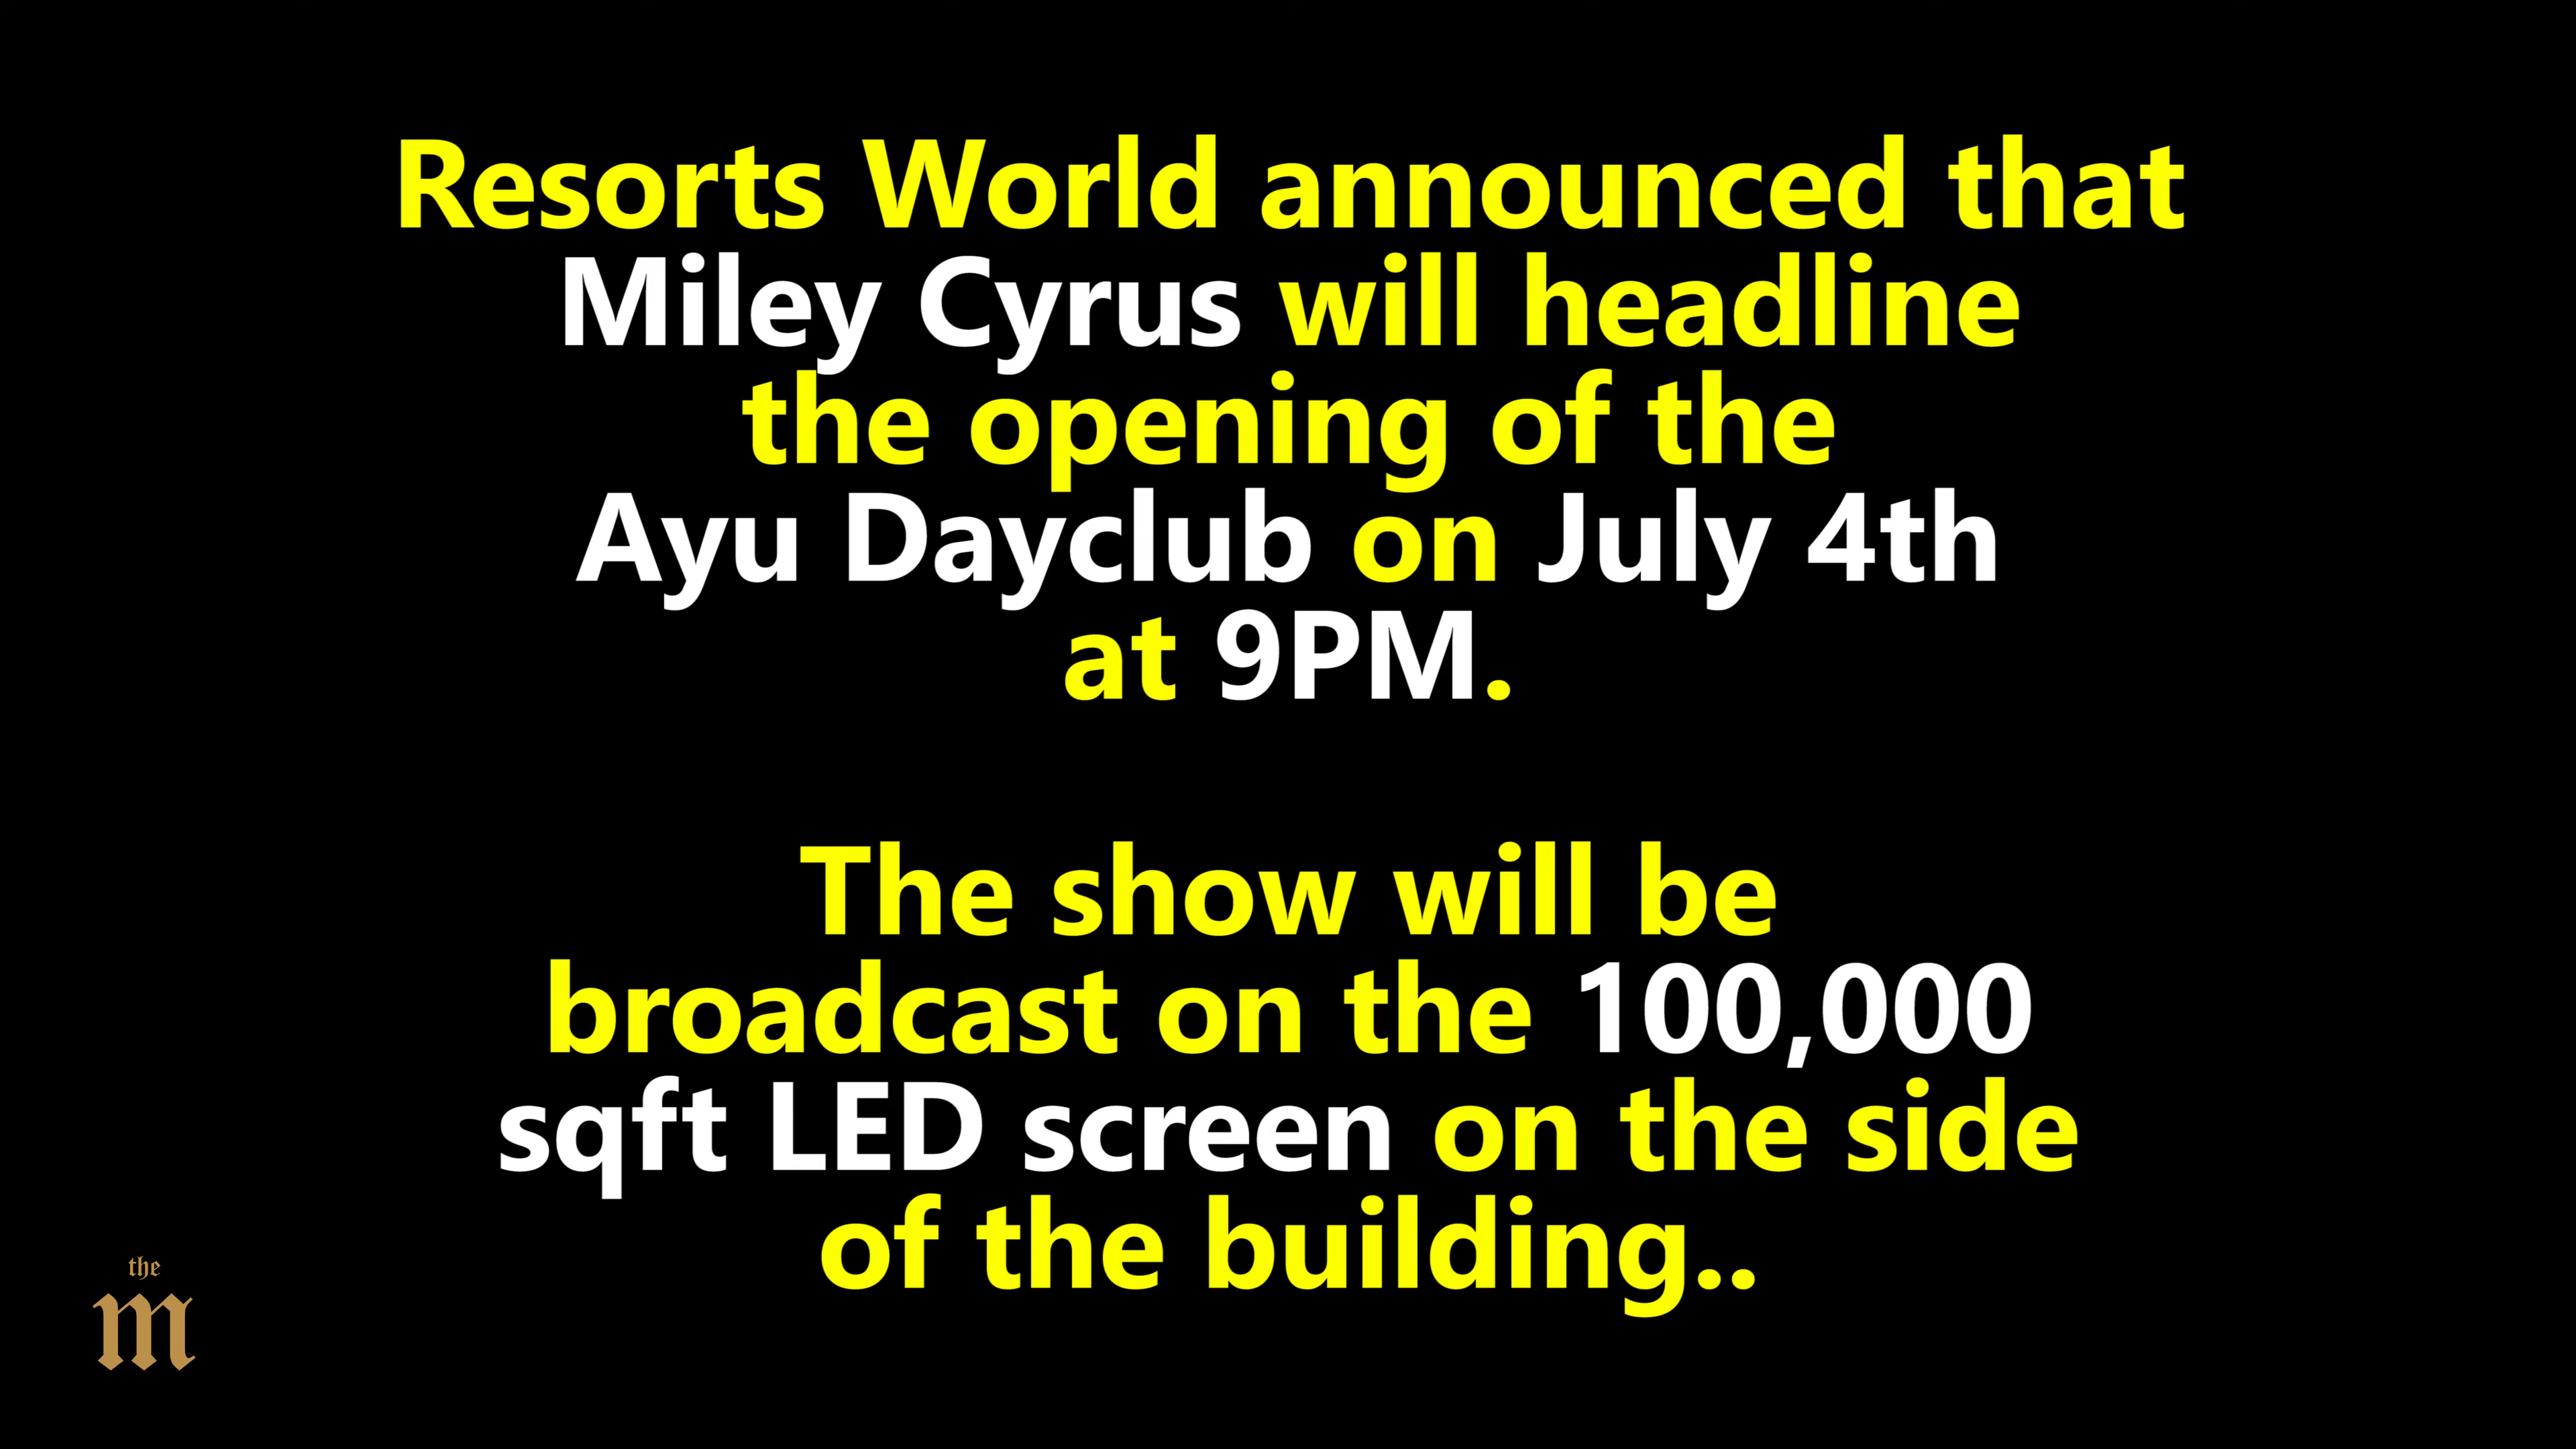 Resorts World announced that
Miley Cyrus will headline
the opening of the
Ayu Dayclub on July 4th
at 9PM.
The show will be
broadcast on the 100,000
sqft LED screen on the side
of the building..
the
m